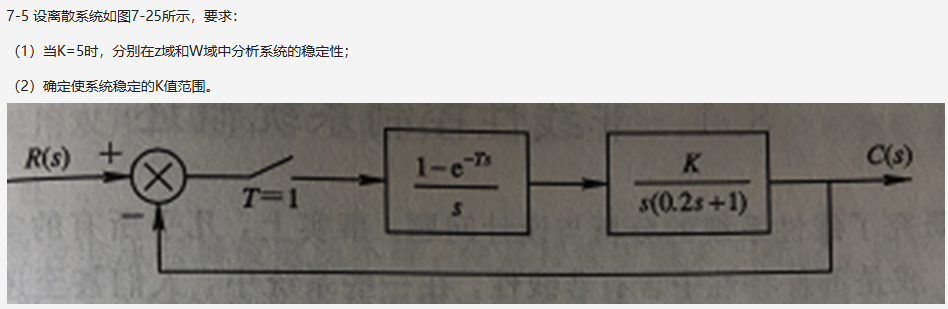 7-5 设离散系统如图7-25所示，要求：
（1）当K=5时，分别在z域和W域中分析系统的稳定性；
（2）确定使系统稳定的K值范围。
R(s) + − T=1 1−e^{-Ts} / s K / s(0.2s+1) C(s)